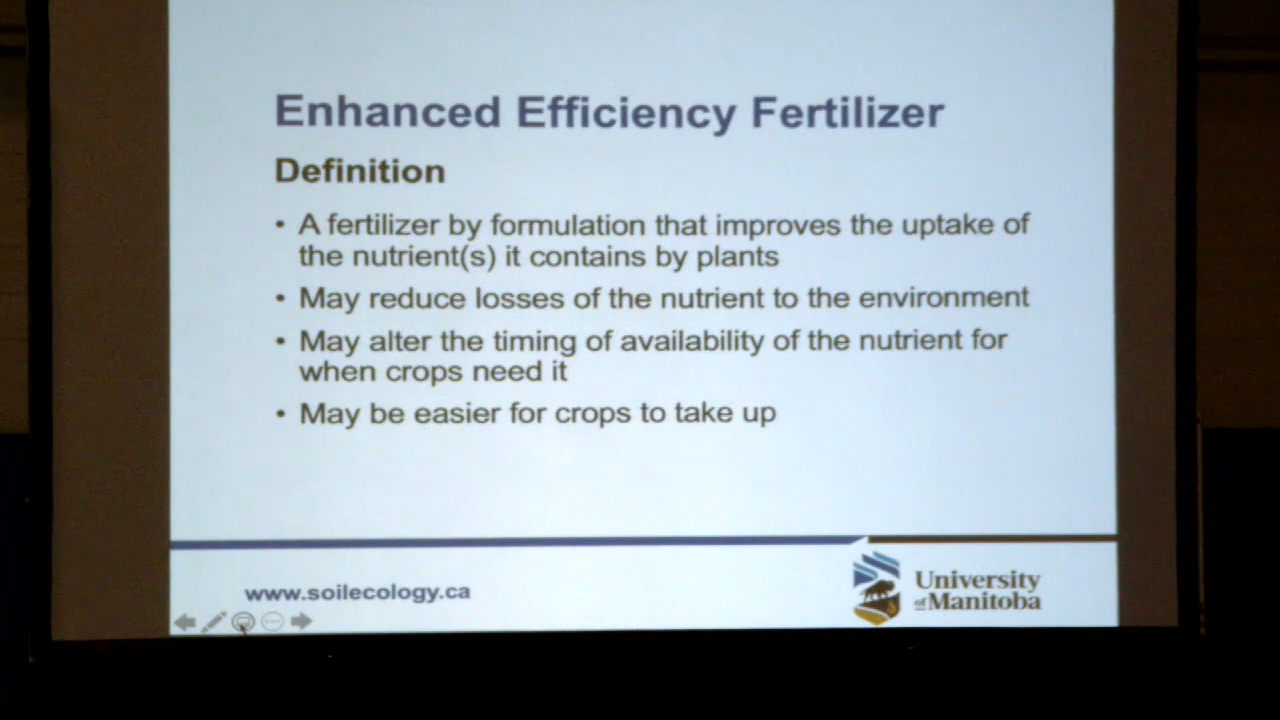 Enhanced Efficiency Fertilizer
Definition
• A fertilizer by formulation that improves the uptake of
the nutrient(s) it contains by plants
• May reduce losses of the nutrient to the environment
• May alter the timing of availability of the nutrient for
when crops need it
• May be easier for crops to take up
www.soilecology.ca
University
of Manitoba